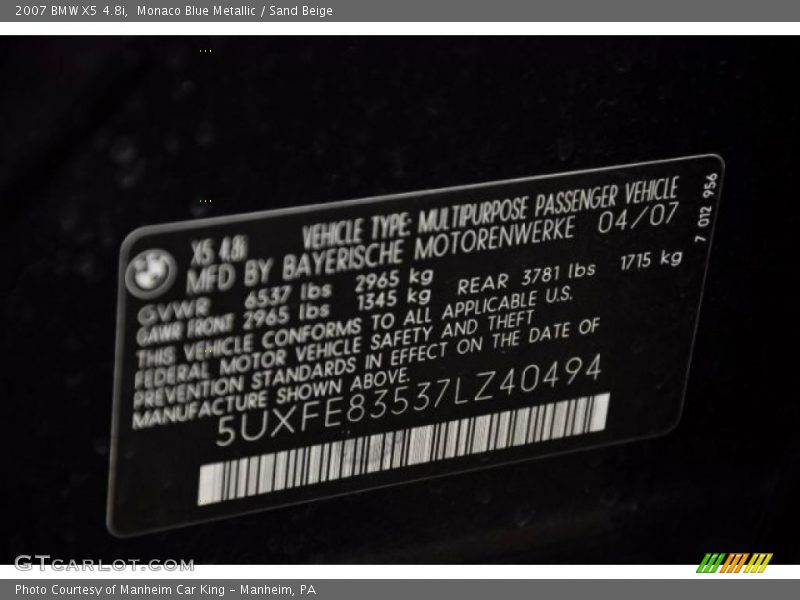 2007 BMW X5 4.8i, Monaco Blue Metallic / Sand Beige
X5 4.8i VEHICLE TYPE: MULTIPURPOSE PASSENGER VEHICLE
MFD BY BAYERISCHE MOTORENWERKE 04/07
GVWR 6537 lbs 2965 kg
GAWR FRONT 2965 lbs 1345 kg REAR 3781 lbs 1715 kg
THIS VEHICLE CONFORMS TO ALL APPLICABLE U.S.
FEDERAL MOTOR VEHICLE SAFETY AND THEFT
PREVENTION STANDARDS IN EFFECT ON THE DATE OF
MANUFACTURE SHOWN ABOVE.
5UXFE83537LZ40494
7 012 956
GTCARLOT.COM
Photo Courtesy of Manheim Car King - Manheim, PA